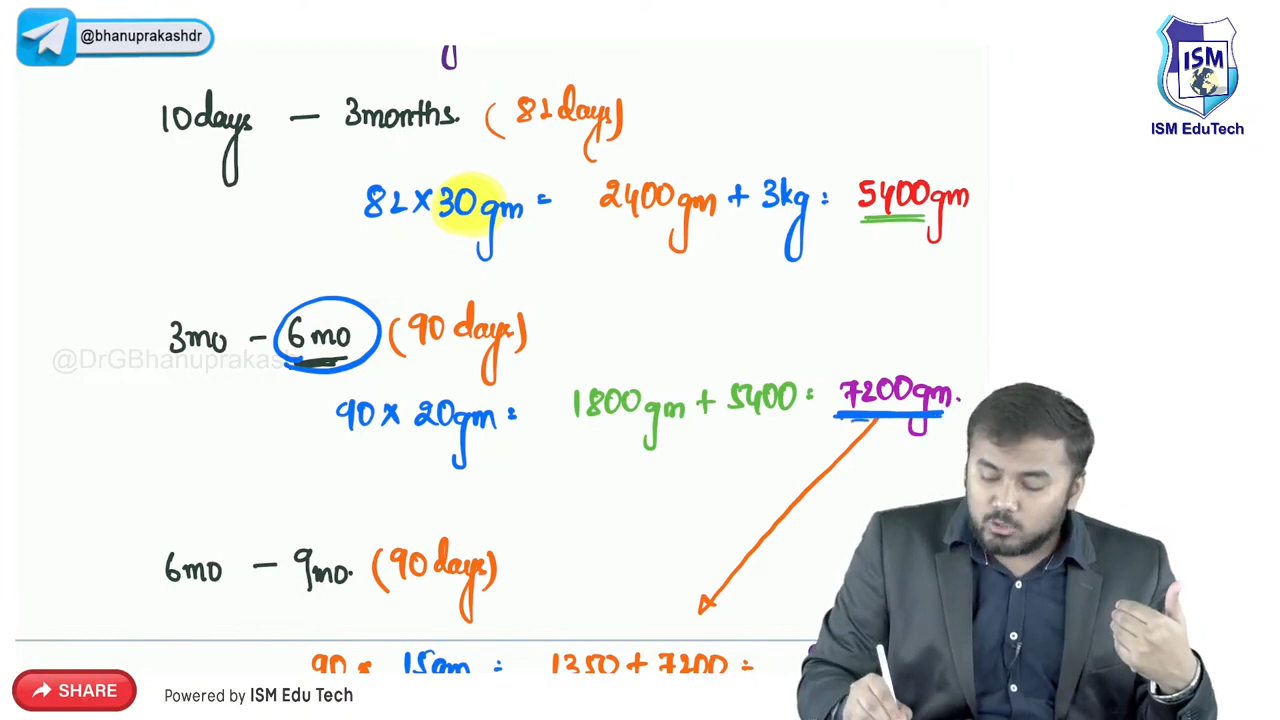 @bhanuprakashdr
ISM
ISM EduTech
10days — 3months. (81days)
81 × 30gm = 2400gm + 3kg : 5400gm
3mo - 6mo (90 days)
@DrGBhanuprakash
90 × 20gm = 1800gm + 5400 = 7200gm.
6mo — 9mo. (90 days)
90 × 15gm = 1350 + 7200 =
SHARE
Powered by ISM Edu Tech